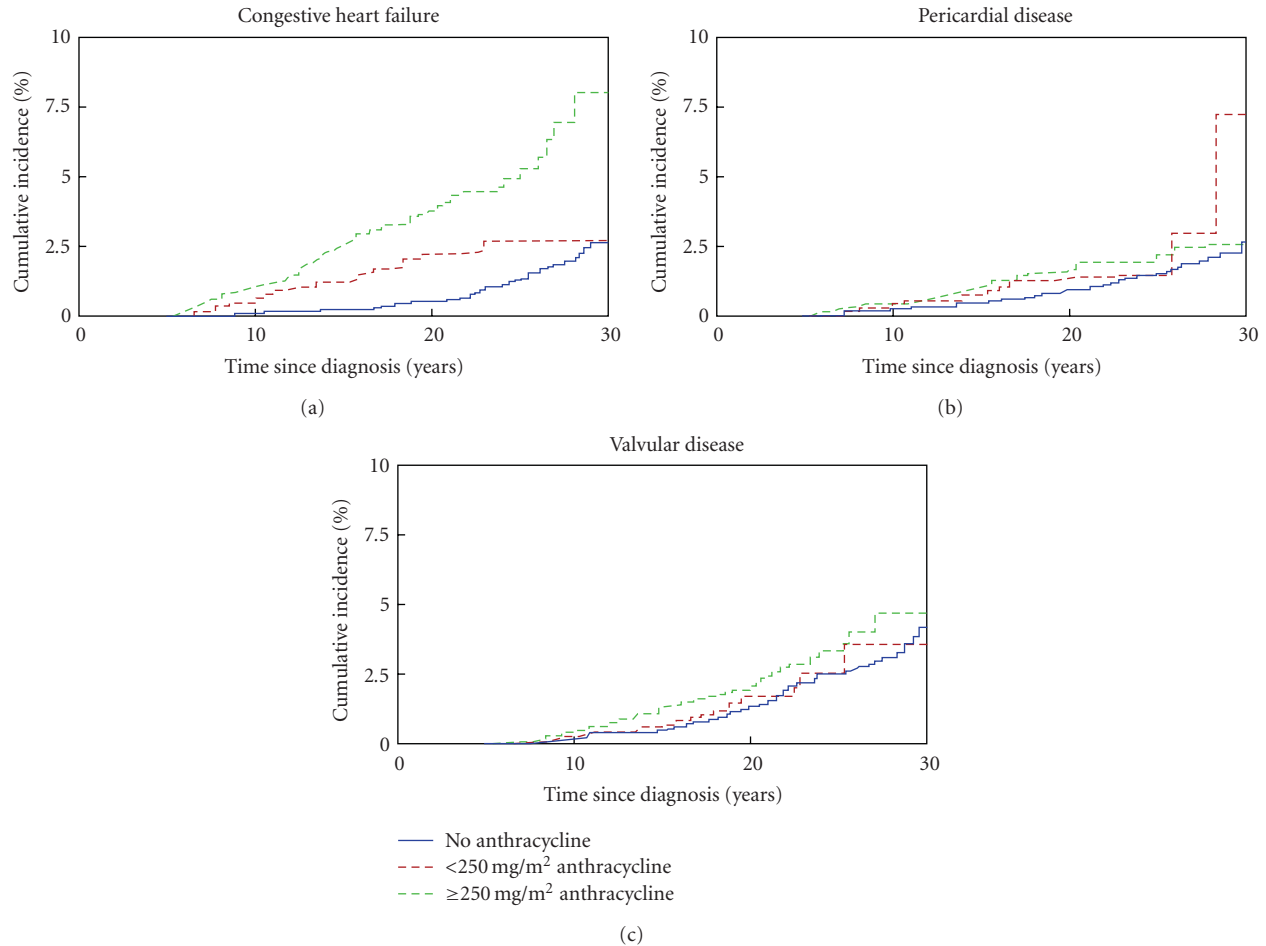 Congestive heart failure
10
7.5
5
2.5
0
Cumulative incidence (%)
0 10 20 30
Time since diagnosis (years)
(a)
Pericardial disease
10
7.5
5
2.5
0
Cumulative incidence (%)
0 10 20 30
Time since diagnosis (years)
(b)
Valvular disease
10
7.5
5
2.5
0
Cumulative incidence (%)
0 10 20 30
Time since diagnosis (years)
No anthracycline
<250 mg/m² anthracycline
≥250 mg/m² anthracycline
(c)